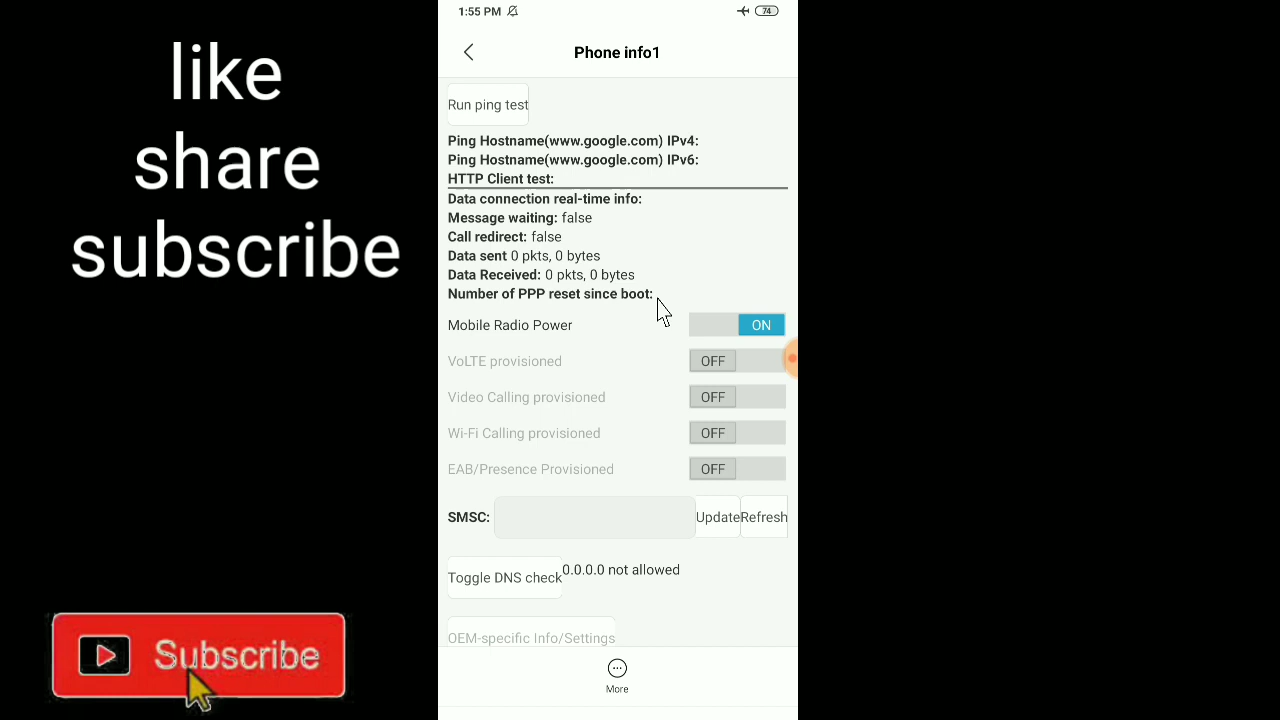 like
share
subscribe
Subscribe
1:55 PM
74
Phone info1
Run ping test
Ping Hostname(www.google.com) IPv4:
Ping Hostname(www.google.com) IPv6:
HTTP Client test:
Data connection real-time info:
Message waiting: false
Call redirect: false
Data sent 0 pkts, 0 bytes
Data Received: 0 pkts, 0 bytes
Number of PPP reset since boot:
Mobile Radio Power ON
VoLTE provisioned OFF
Video Calling provisioned OFF
Wi-Fi Calling provisioned OFF
EAB/Presence Provisioned OFF
SMSC: Update Refresh
Toggle DNS check 0.0.0.0 not allowed
OEM-specific Info/Settings
More